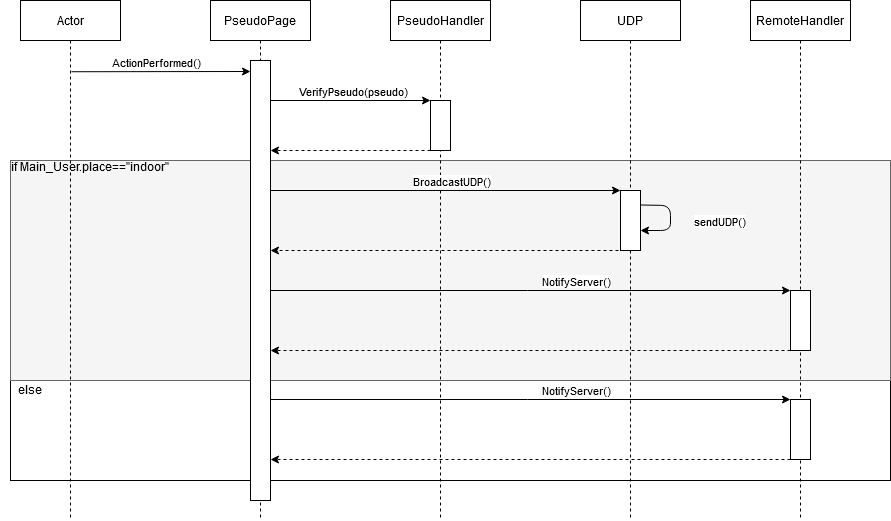 Actor
PseudoPage
PseudoHandler
UDP
RemoteHandler
ActionPerformed()
VerifyPseudo(pseudo)
if Main_User.place=="indoor"
BroadcastUDP()
sendUDP()
NotifyServer()
else
NotifyServer()